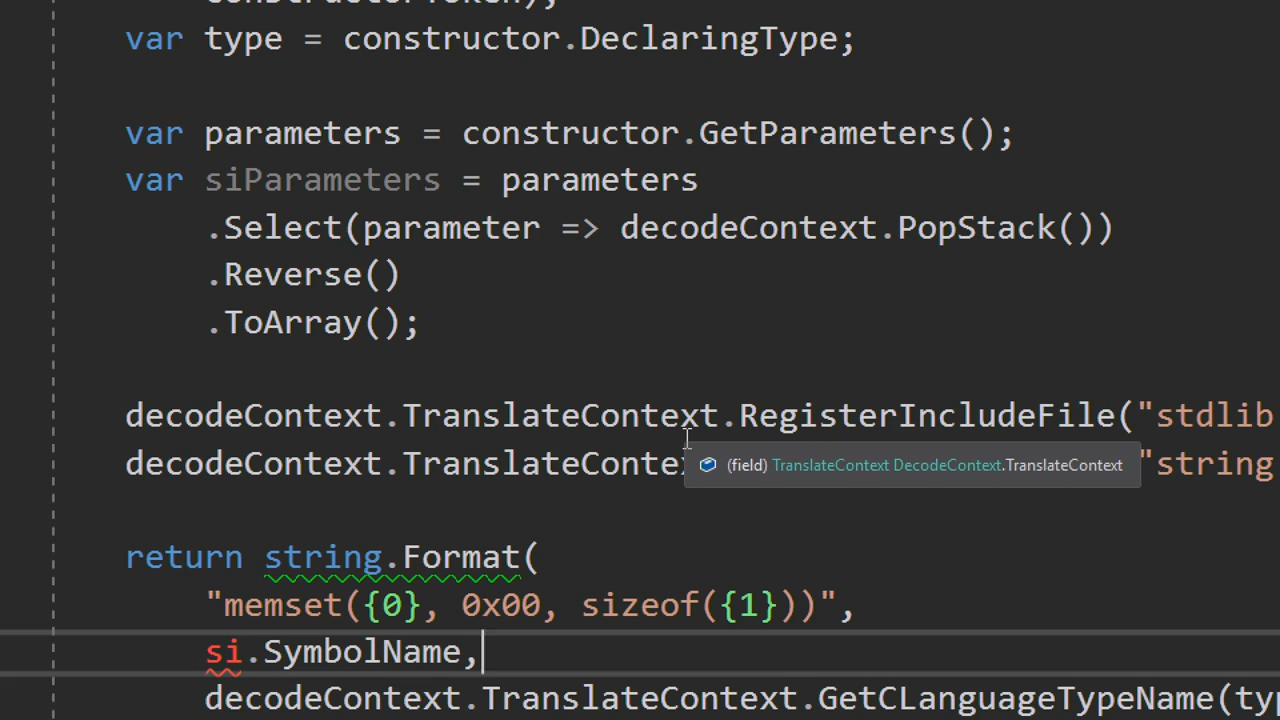 constructorToken);
var type = constructor.DeclaringType;
var parameters = constructor.GetParameters();
var siParameters = parameters
.Select(parameter => decodeContext.PopStack())
.Reverse()
.ToArray();
decodeContext.TranslateContext.RegisterIncludeFile("stdlib
decodeContext.TranslateContex
(field) TranslateContext DecodeContext.TranslateContext
"string
return string.Format(
"memset({0}, 0x00, sizeof({1}))",
si.SymbolName,
decodeContext.TranslateContext.GetCLanguageTypeName(typ